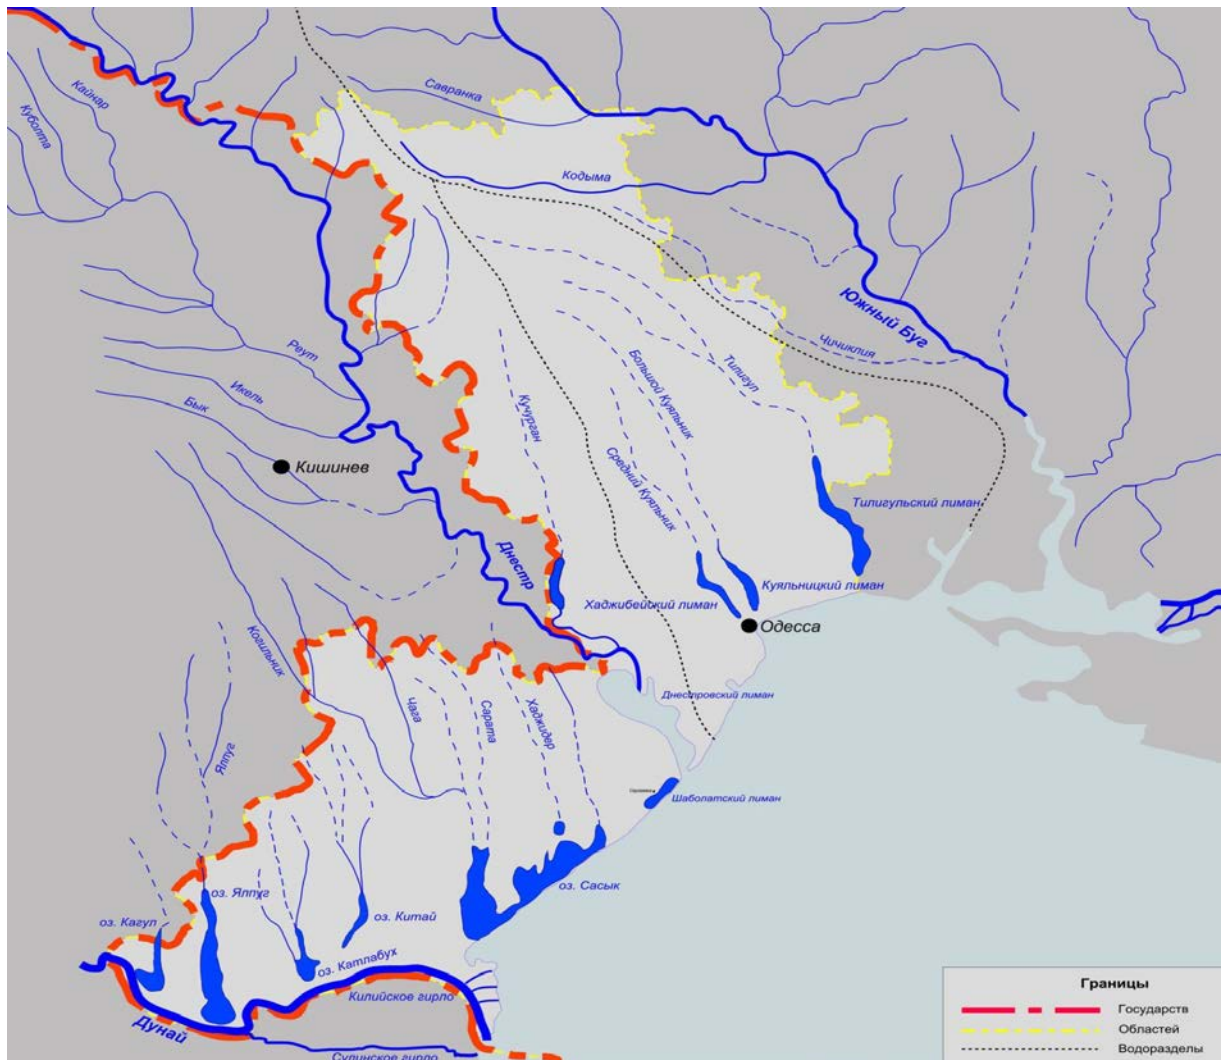 Савранка
Кайнар
Куболта
Кодыма
Южный Буг
Чичиклия
Реут
Тилигул
Большой Куяльник
Икель
Бык
Кучурган
Кишинев
Средний Куяльник
Тилигульский лиман
Днестр
Куяльницкий лиман
Хаджибейский лиман
Одесса
Когильник
Днестровский лиман
Чага
Сарата
Хаджидер
Ялпуг
Шаболатский лиман
оз. Ялпуг
оз. Сасык
оз. Кагул
оз. Китай
оз. Катлабух
Килийское гирло
Дунай
Сулинское гирло
Границы
Государств
Областей
Водоразделы